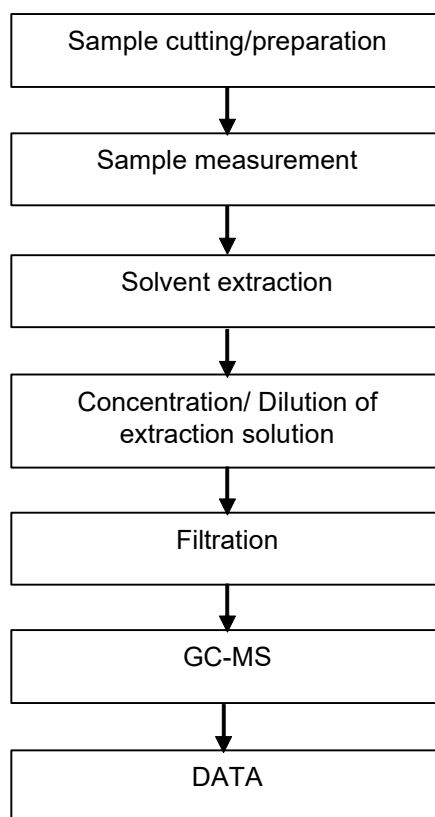 Sample cutting/preparation
Sample measurement
Solvent extraction
Concentration/ Dilution of
extraction solution
Filtration
GC-MS
DATA